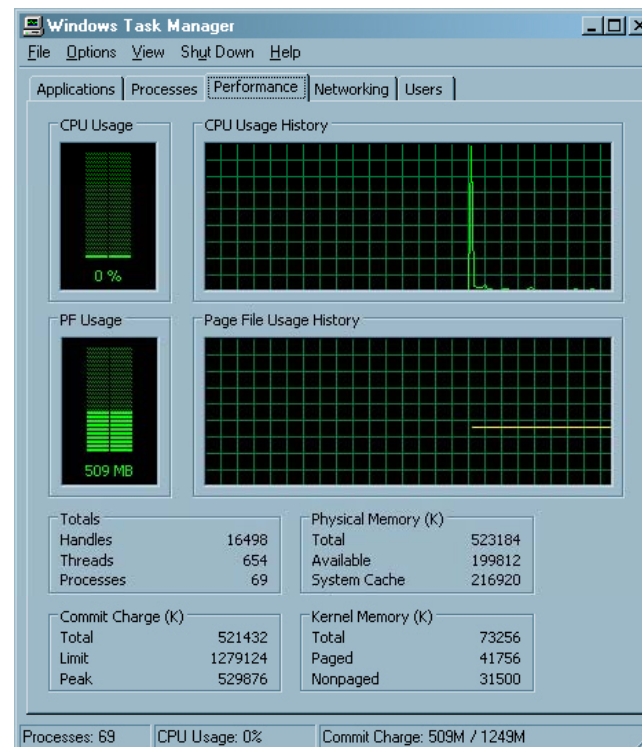 Windows Task Manager
File Options View Shut Down Help
Applications Processes Performance Networking Users
CPU Usage CPU Usage History
0 %
PF Usage Page File Usage History
509 MB
Totals Physical Memory (K)
Handles 16498 Total 523184
Threads 654 Available 199812
Processes 69 System Cache 216920
Commit Charge (K) Kernel Memory (K)
Total 521432 Total 73256
Limit 1279124 Paged 41756
Peak 529876 Nonpaged 31500
Processes: 69 CPU Usage: 0% Commit Charge: 509M / 1249M